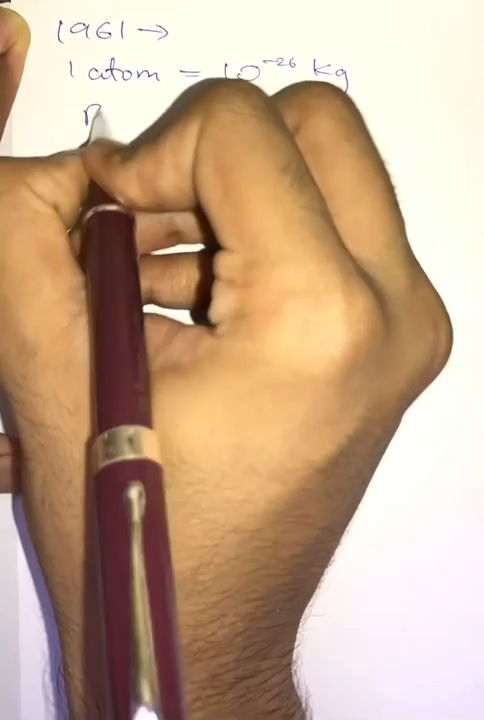 1961 →
1 atom = 10⁻²⁶ kg